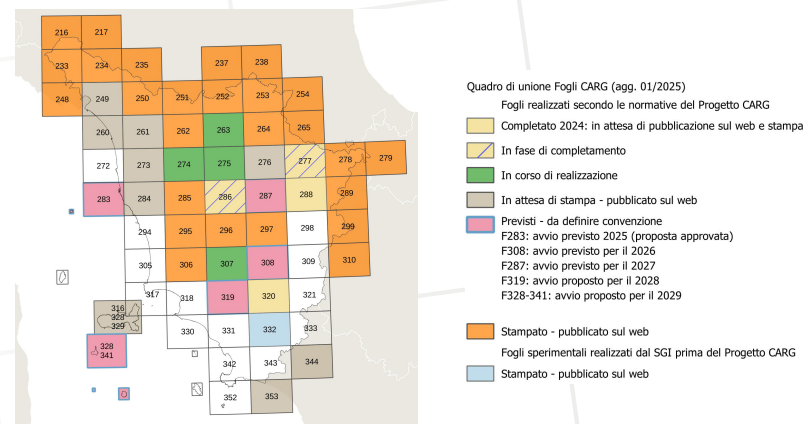 216 217
233 234 235 237 238
248 249 250 251 252 253 254
260 261 262 263 264 265
272 273 274 275 276 277 278 279
283 284 285 286 287 288 289
294 295 296 297 298 299
305 306 307 308 309 310
317 318 319 320 321
316
328
329
330 331 332 333
328
341
342 343 344
352 353
Quadro di unione Fogli CARG (agg. 01/2025)
Fogli realizzati secondo le normative del Progetto CARG
Completato 2024: in attesa di pubblicazione sul web e stampa
In fase di completamento
In corso di realizzazione
In attesa di stampa - pubblicato sul web
Previsti - da definire convenzione
F283: avvio previsto 2025 (proposta approvata)
F308: avvio previsto per il 2026
F287: avvio previsto per il 2027
F319: avvio proposto per il 2028
F328-341: avvio proposto per il 2029
Stampato - pubblicato sul web
Fogli sperimentali realizzati dal SGI prima del Progetto CARG
Stampato - pubblicato sul web